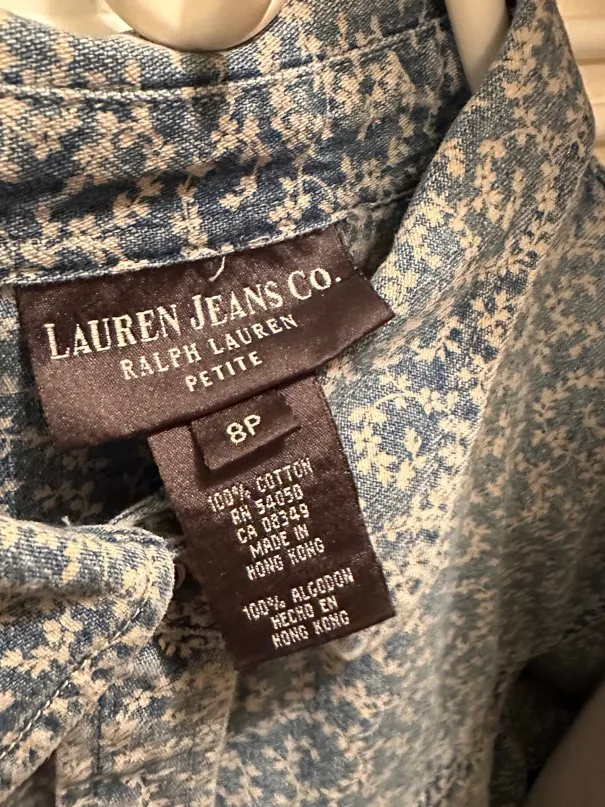 LAUREN JEANS CO.
RALPH LAUREN
PETITE
8P
100% COTTON
RN 54050
CA 08349
MADE IN
HONG KONG
100% ALGODON
HECHO EN
HONG KONG